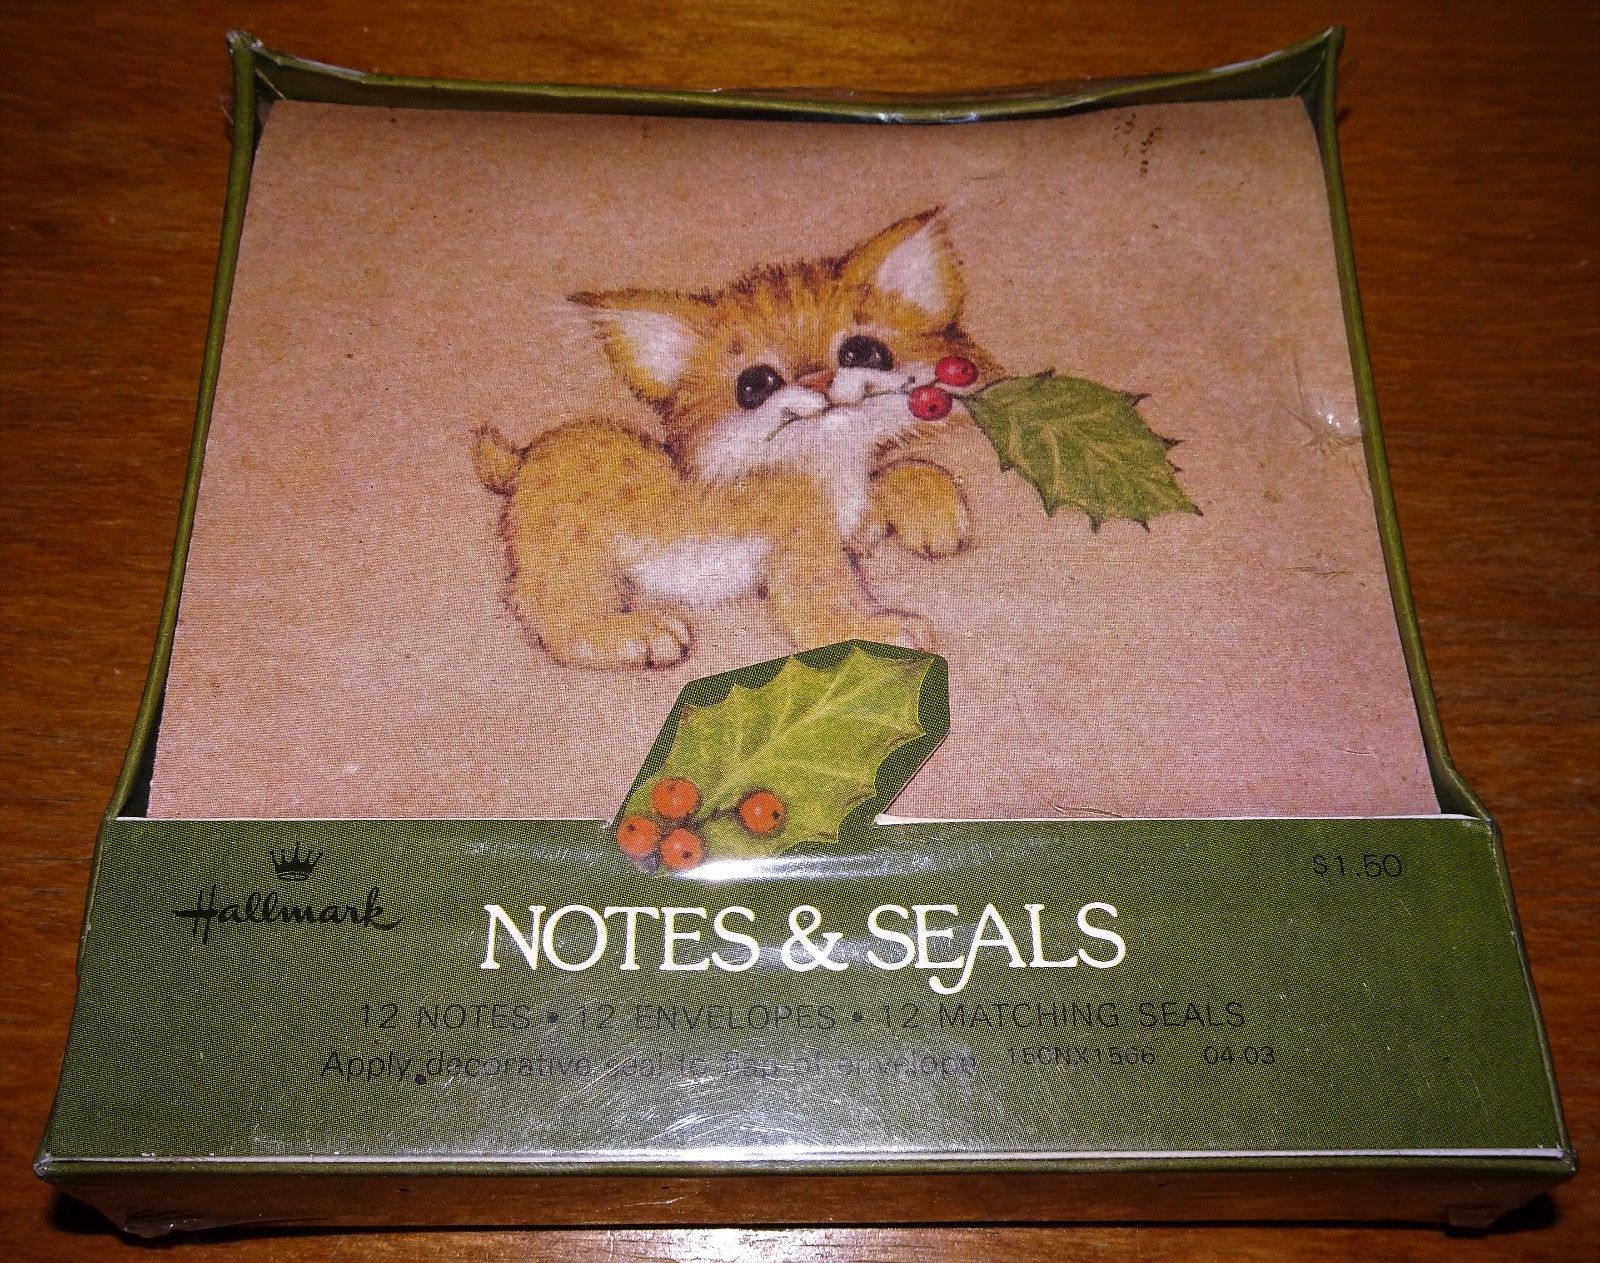 $1.50
Hallmark
NOTES & SEALS
12 NOTES • 12 ENVELOPES • 12 MATCHING SEALS
Apply decorative seal to flap of envelope 150NX1566 04 03